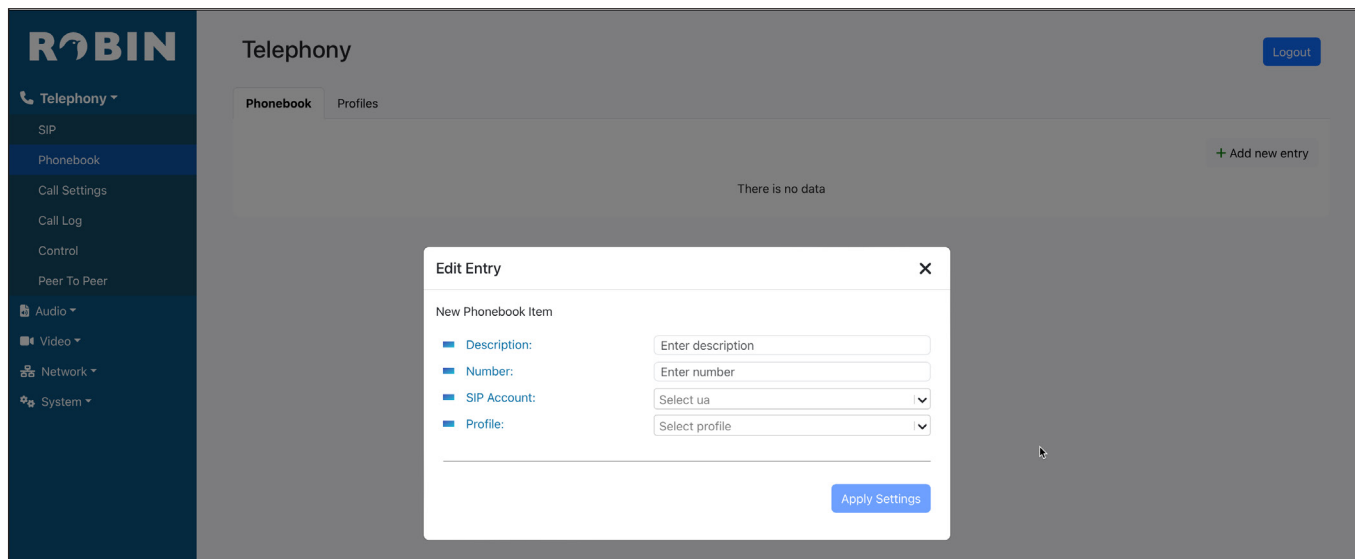 ROBIN
Telephony
Logout
Telephony
SIP
Phonebook
Call Settings
Call Log
Control
Peer To Peer
Audio
Video
Network
System
Phonebook Profiles
+ Add new entry
There is no data
Edit Entry
New Phonebook Item
Description: Enter description
Number: Enter number
SIP Account: Select ua
Profile: Select profile
Apply Settings